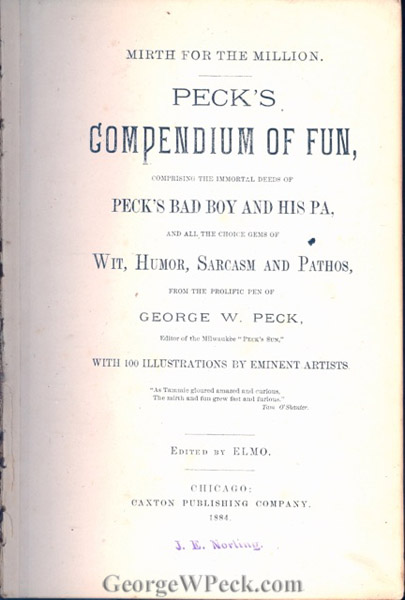 MIRTH FOR THE MILLION.
PECK'S
COMPENDIUM OF FUN,
COMPRISING THE IMMORTAL DEEDS OF
PECK'S BAD BOY AND HIS PA,
AND ALL THE CHOICE GEMS OF
WIT, HUMOR, SARCASM AND PATHOS,
FROM THE PROLIFIC PEN OF
GEORGE W. PECK,
Editor of the Milwaukee "PECK'S SUN,"
WITH 100 ILLUSTRATIONS BY EMINENT ARTISTS
"As Tammie gloured amazed and curious,
The mirth and fun grew fast and furious."
Tam O'Shanter.
EDITED BY ELMO.
CHICAGO:
CAXTON PUBLISHING COMPANY.
1884.
J. E. Norling.
GeorgeWPeck.com